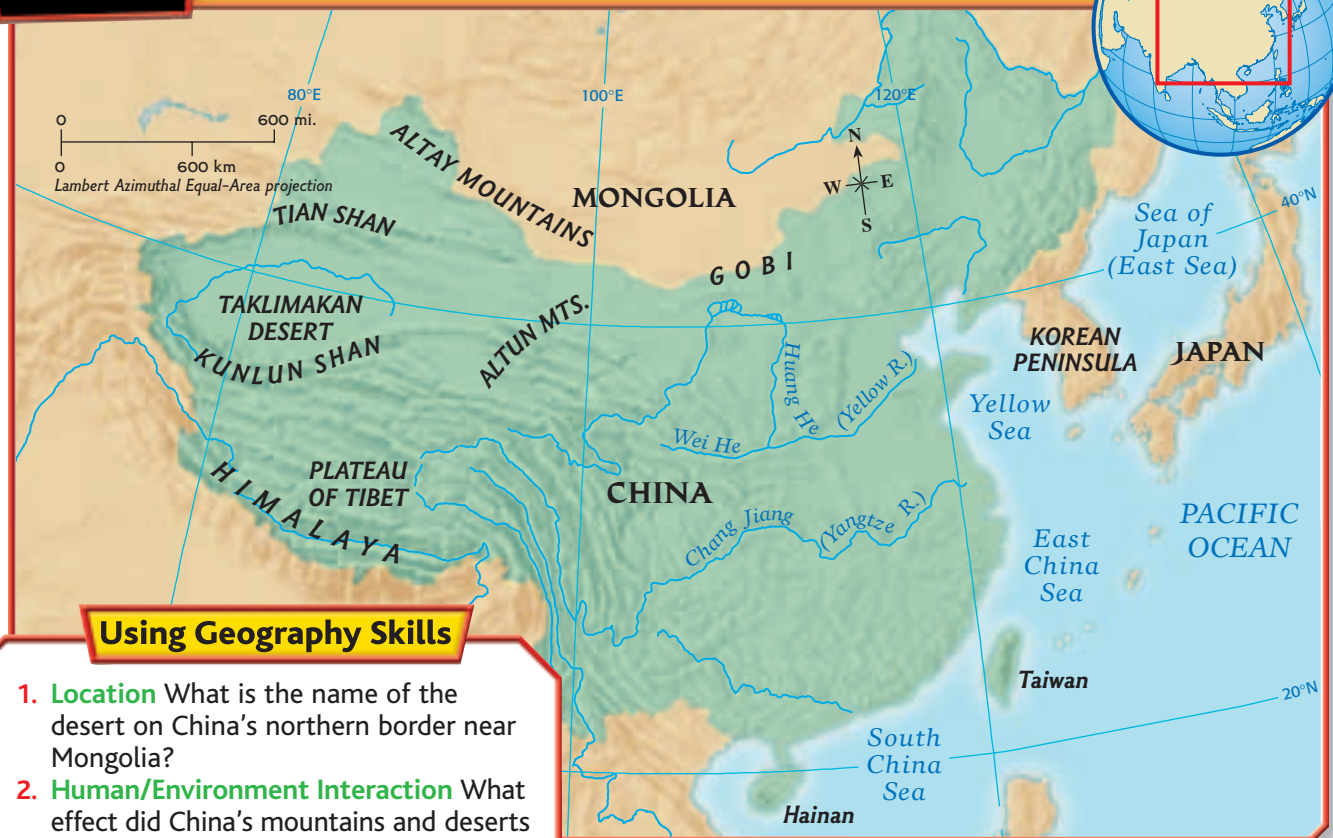 80°E
100°E
120°E
0 600 mi.
0 600 km
Lambert Azimuthal Equal-Area projection
ALTAY MOUNTAINS
MONGOLIA
N
W E
S
TIAN SHAN
GOBI
Sea of
Japan
(East Sea)
40°N
TAKLIMAKAN
DESERT
KUNLUN SHAN
ALTUN MTS.
Huang He
(Yellow R.)
Wei He
KOREAN
PENINSULA
JAPAN
Yellow
Sea
PLATEAU
OF TIBET
HIMALAYA
CHINA
Chang Jiang
(Yangtze R.)
East
China
Sea
PACIFIC
OCEAN
Taiwan
20°N
South
China
Sea
Hainan
Using Geography Skills
1. Location What is the name of the
desert on China's northern border near
Mongolia?
2. Human/Environment Interaction What
effect did China's mountains and deserts